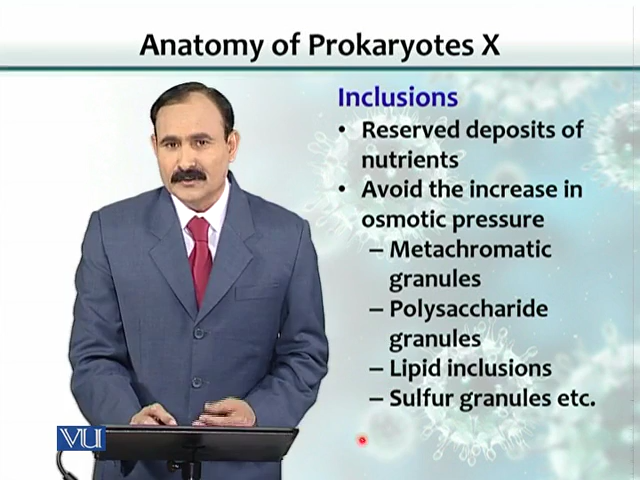 Anatomy of Prokaryotes X
Inclusions
• Reserved deposits of
nutrients
• Avoid the increase in
osmotic pressure
– Metachromatic
granules
– Polysaccharide
granules
– Lipid inclusions
– Sulfur granules etc.
VU